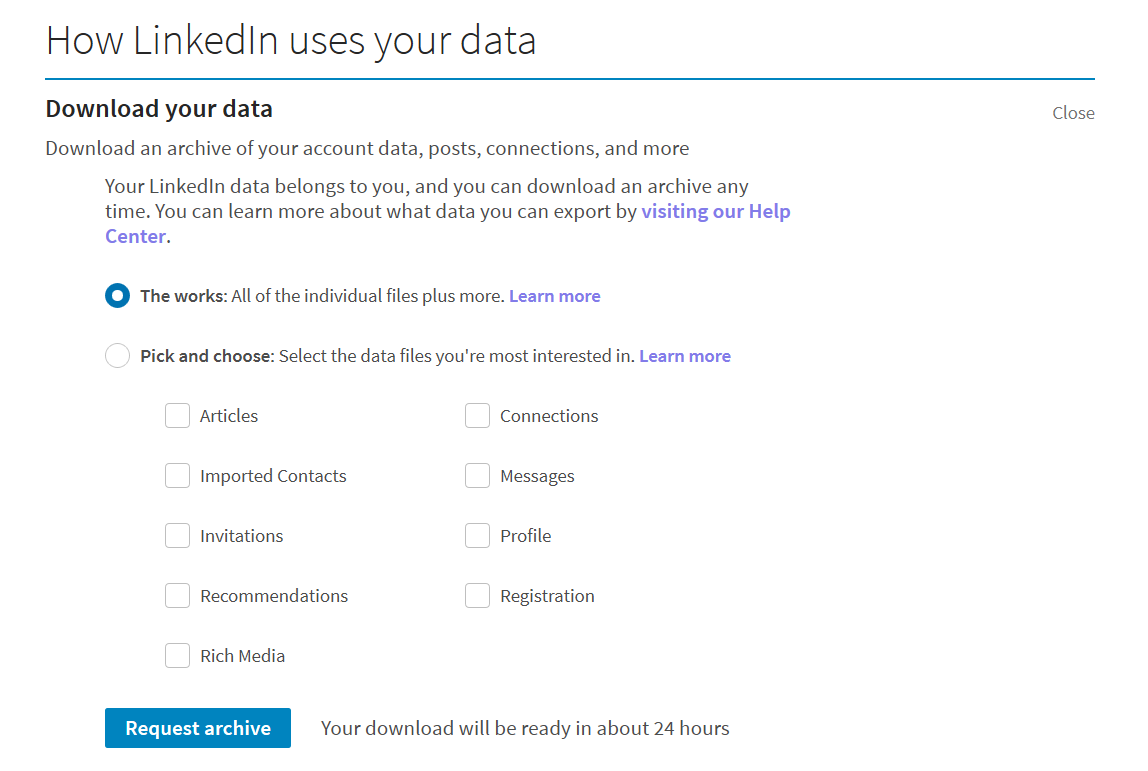 How LinkedIn uses your data
Download your data
Close
Download an archive of your account data, posts, connections, and more
Your LinkedIn data belongs to you, and you can download an archive any
time. You can learn more about what data you can export by visiting our Help
Center.
The works: All of the individual files plus more. Learn more
Pick and choose: Select the data files you're most interested in. Learn more
Articles
Connections
Imported Contacts
Messages
Invitations
Profile
Recommendations
Registration
Rich Media
Request archive
Your download will be ready in about 24 hours